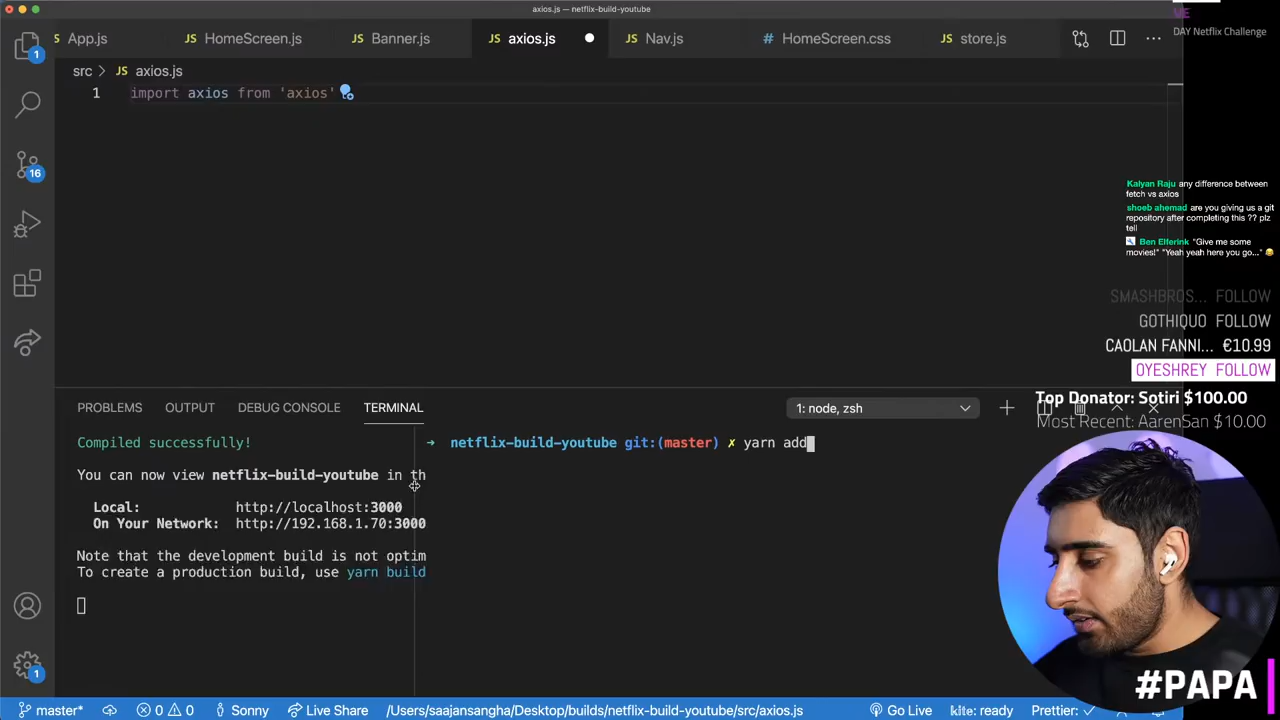 axios.js — netflix-build-youtube
App.js
JS HomeScreen.js
JS Banner.js
JS axios.js
JS Nav.js
# HomeScreen.css
JS store.js
DAY Netflix Challenge
src > JS axios.js
1 import axios from 'axios'
1
16
Kalyan Raju any difference between
fetch vs axios
shoeb ahemad are you giving us a git
repository after completing this ?? plz
tell
Ben Elferink "Give me some
movies!" "Yeah yeah here you go..." 😂
SMASHBROS... FOLLOW
GOTHIQUO FOLLOW
CAOLAN FANNI... €10.99
OYESHREY FOLLOW
Top Donator: Sotiri $100.00
Most Recent: AarenSan $10.00
PROBLEMS OUTPUT DEBUG CONSOLE TERMINAL
1: node, zsh
Compiled successfully!
→ netflix-build-youtube git:(master) ✗ yarn add
You can now view netflix-build-youtube in th
Local: http://localhost:3000
On Your Network: http://192.168.1.70:3000
Note that the development build is not optim
To create a production build, use yarn build
1
#PAPA
master* 0 0 Sonny Live Share /Users/saajansangha/Desktop/builds/netflix-build-youtube/src/axios.js Go Live kite: ready Prettier: ✓